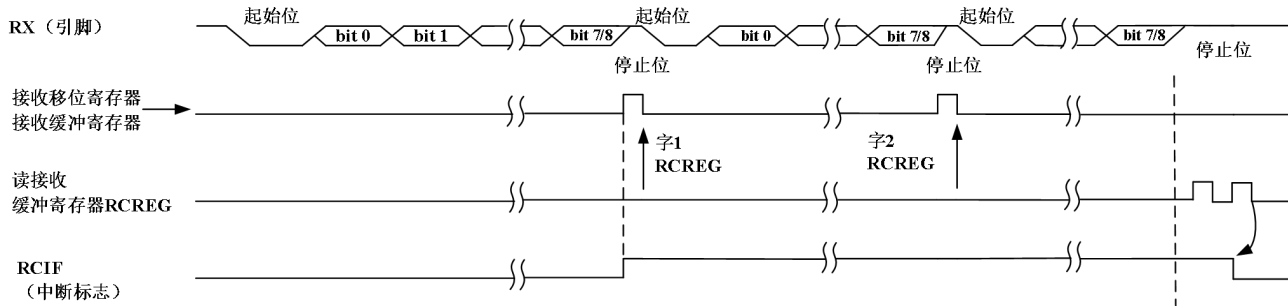 起始位
起始位
起始位
RX（引脚）
bit 0
bit 1
bit 7/8
bit 0
bit 7/8
bit 7/8
停止位
停止位
停止位
接收移位寄存器
接收缓冲寄存器
字1
RCREG
字2
RCREG
读接收
缓冲寄存器RCREG
RCIF
（中断标志）